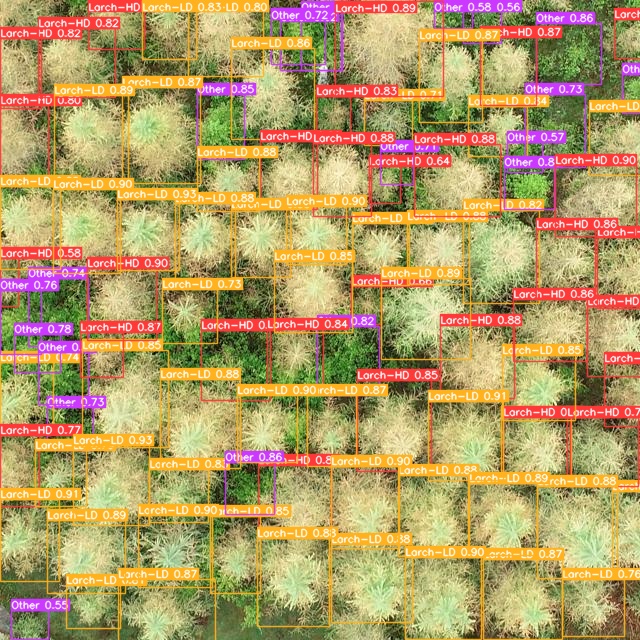 Larch-HD
Larch-LD 0.83
LD 0.80
Other
Other 0.72
Larch-HD 0.89
Other 0.58
0.56
Other 0.86
Larch-HD 0.82
Larch-HD 0.82
Larch-LD 0.86
Larch-LD 0.87
0.87
Larch-LD 0.89
Larch-LD 0.87
Other 0.85
Larch-HD 0.83
Other 0.73
Larch-HD 0.80
Larch-HD
Larch-HD 0.88
Larch-HD 0.88
Other 0.57
Larch-LD 0.88
Larch-HD 0.64
Other 0.8
Larch-HD 0.90
Larch-LD
Larch-LD 0.90
Larch-LD 0.93
Larch-LD 0.90
0.82
Larch-HD 0.86
Larch-HD 0.58
Larch-HD 0.90
Larch-LD 0.85
Other 0.74
Other 0.76
Larch-LD 0.73
Larch-LD 0.89
Larch-HD 0.86
Other 0.78
Larch-HD 0.87
Larch-HD 0.84
0.82
Larch-HD 0.88
Other 0.
Larch-LD 0.85
Larch-LD 0.85
Larch-LD 0.88
Larch-HD 0.85
Larch-LD 0.90
0.87
Larch-LD 0.91
Other 0.73
Larch-HD 0.77
Larch-LD 0.93
Other 0.86
Larch-LD 0.90
Larch-LD 0.88
Larch-LD 0.89
0.88
Larch-LD 0.91
Larch-LD 0.89
Larch-LD 0.90
0.85
Larch-LD 0.88
Larch-LD 0.90
0.87
Larch-LD
Larch-LD 0.87
Larch-LD 0.76
Other 0.55